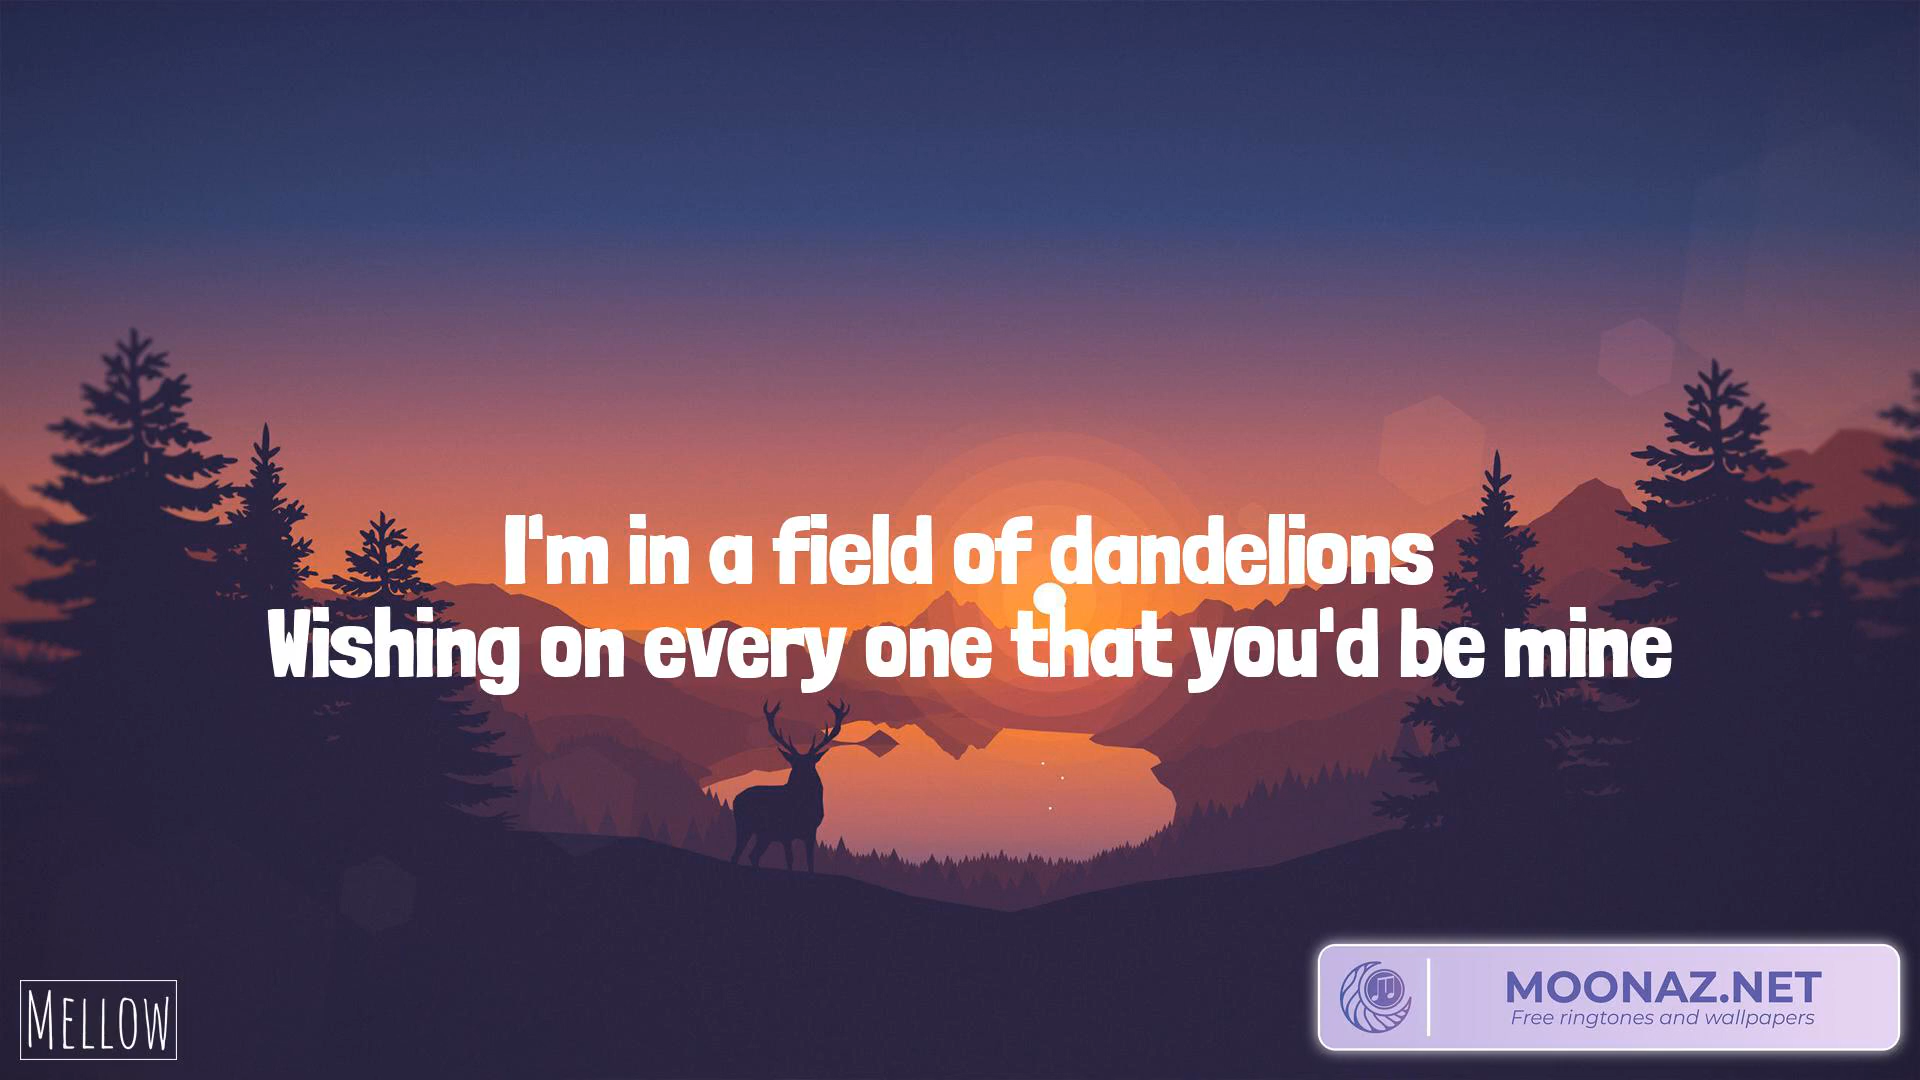 I'm in a field of dandelions
Wishing on every one that you'd be mine
MELLOW
MOONAZ.NET
Free ringtones and wallpapers